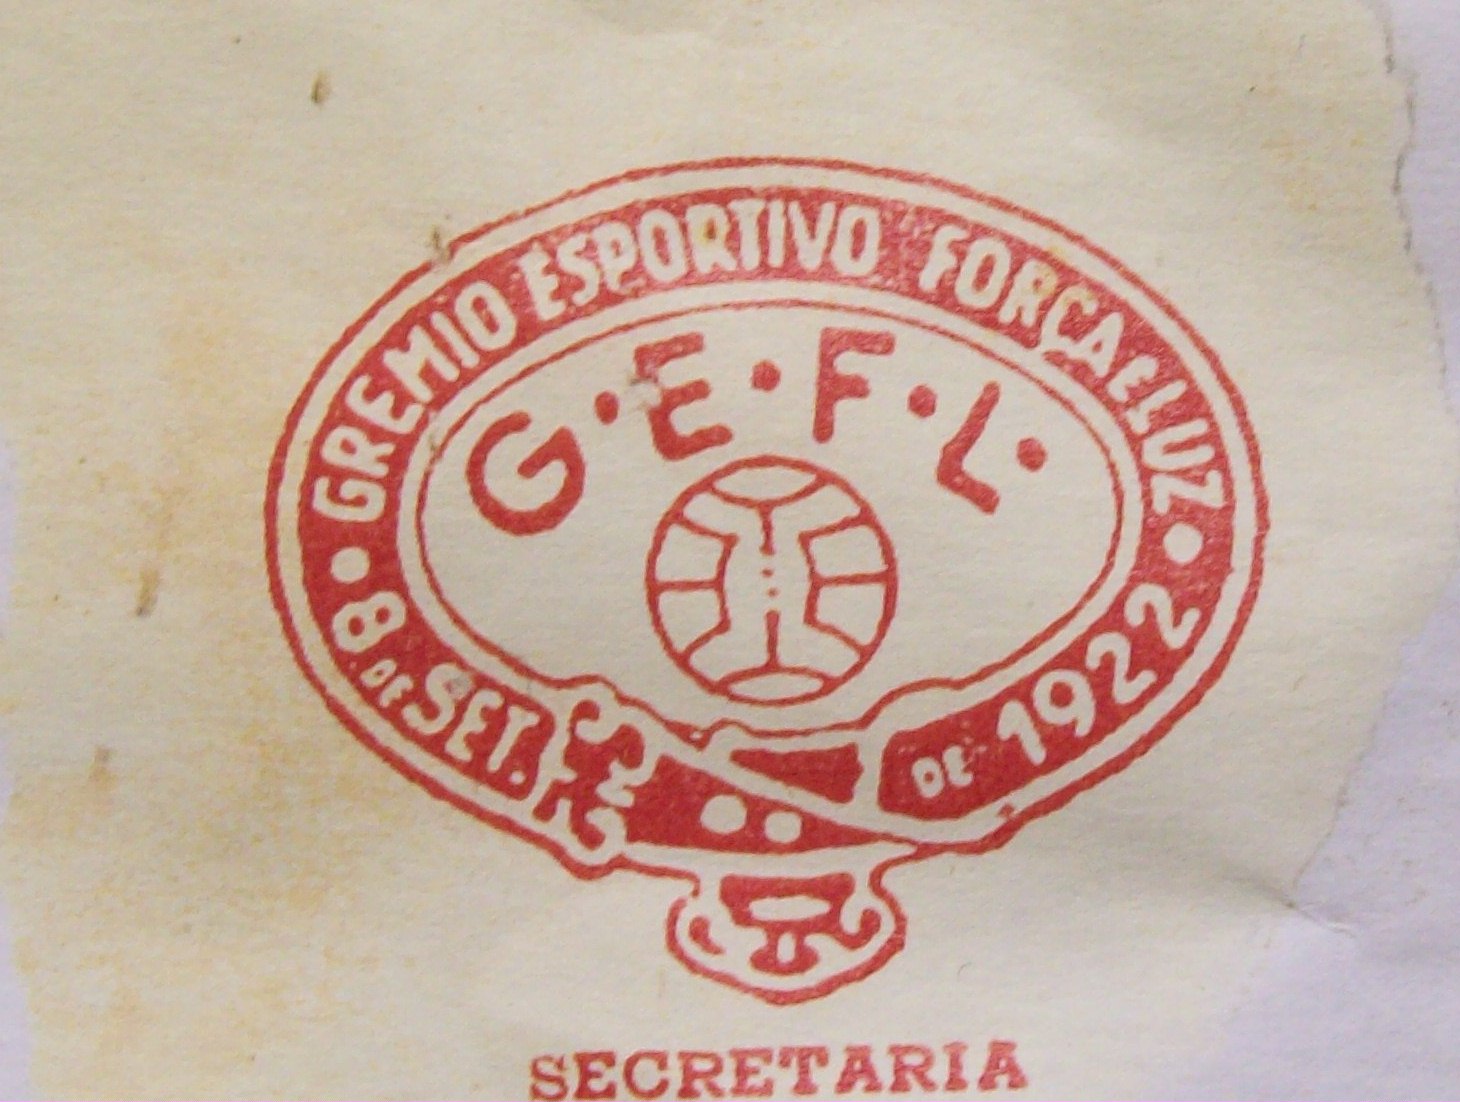 GREMIO ESPORTIVO FORÇA E LUZ
G·E·F·L·
8 DE SET. DE 1922
SECRETARIA